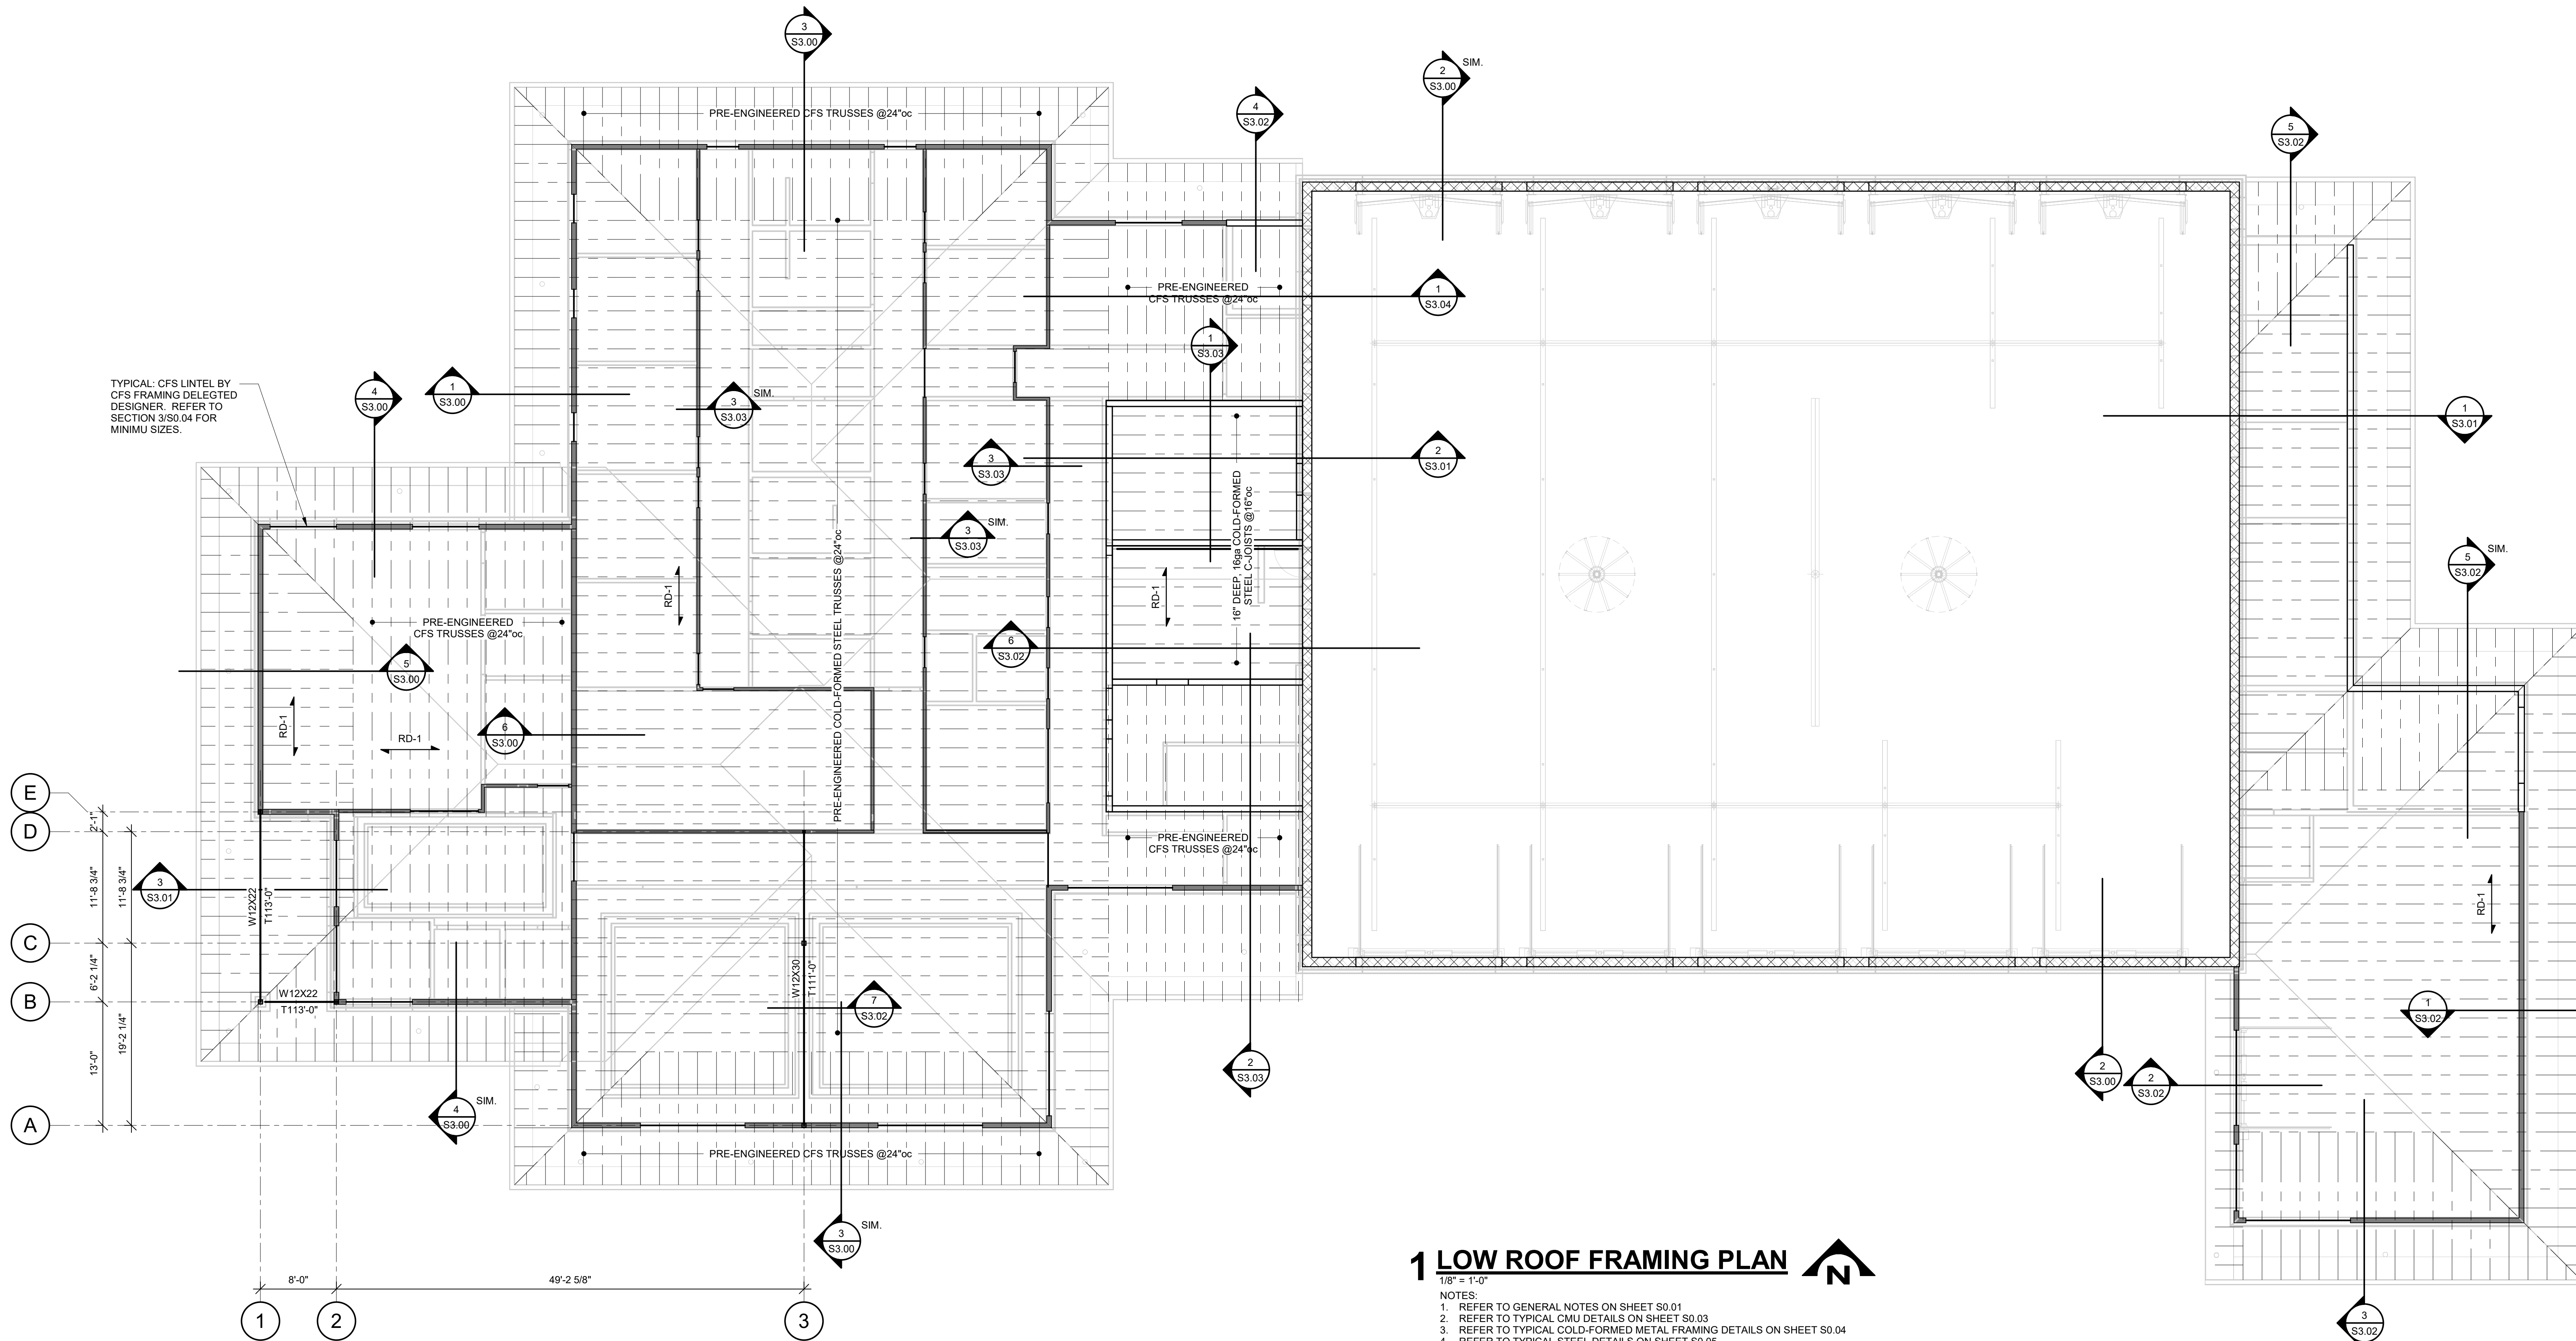 3
S3.00
2
S3.00
SIM.
4
S3.02
5
S3.02
PRE-ENGINEERED CFS TRUSSES @24"oc
PRE-ENGINEERED
CFS TRUSSES @24"oc
1
S3.04
1
S3.03
TYPICAL: CFS LINTEL BY
CFS FRAMING DELEGTED
DESIGNER. REFER TO
SECTION 3/S0.04 FOR
MINIMU SIZES.
4
S3.00
1
S3.00
3
S3.03
SIM.
1
S3.01
3
S3.03
2
S3.01
3
S3.03
SIM.
16" DEEP, 16ga COLD-FORMED
STEEL C-JOISTS @16"oc
5
S3.02
SIM.
RD-1
PRE-ENGINEERED COLD-FORMED STEEL TRUSSES @24"oc
RD-1
PRE-ENGINEERED
CFS TRUSSES @24"oc
5
S3.00
6
S3.02
RD-1
RD-1
6
S3.00
E
D
C
B
A
2'-1"
11'-8 3/4"
11'-8 3/4"
6'-2 1/4"
19'-2 1/4"
13'-0"
3
S3.01
W12X22
T113'-0"
PRE-ENGINEERED
CFS TRUSSES @24"oc
RD-1
W12X22
T113'-0"
W12X30
T111'-0"
7
S3.02
1
S3.02
2
S3.03
2
S3.00
2
S3.02
4
S3.00
SIM.
PRE-ENGINEERED CFS TRUSSES @24"oc
3
S3.00
SIM.
8'-0"
49'-2 5/8"
1
2
3
3
S3.02
1 LOW ROOF FRAMING PLAN
N
1/8" = 1'-0"
NOTES:
1. REFER TO GENERAL NOTES ON SHEET S0.01
2. REFER TO TYPICAL CMU DETAILS ON SHEET S0.03
3. REFER TO TYPICAL COLD-FORMED METAL FRAMING DETAILS ON SHEET S0.04
4. REFER TO TYPICAL STEEL DETAILS ON SHEET S0.05